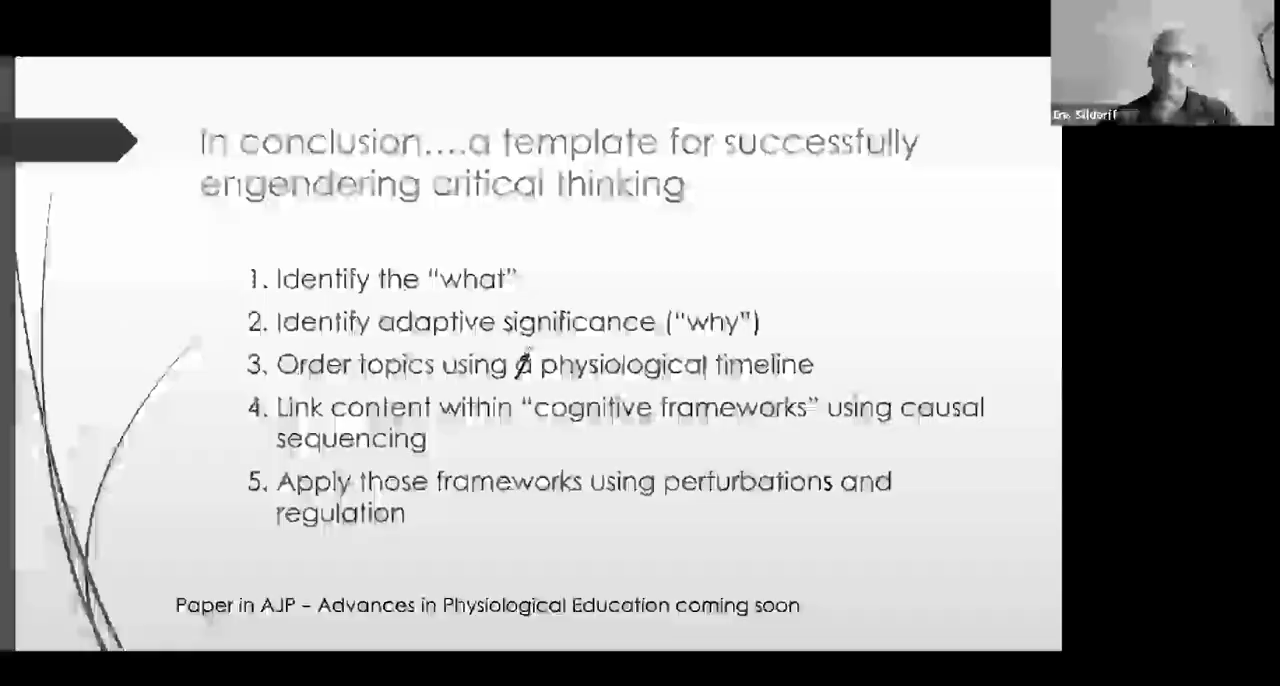 In conclusion....a template for successfully
engendering critical thinking
1. Identify the “what”
2. Identify adaptive significance (“why”)
3. Order topics using a physiological timeline
4. Link content within “cognitive frameworks” using causal
sequencing
5. Apply those frameworks using perturbations and
regulation
Paper in AJP – Advances in Physiological Education coming soon